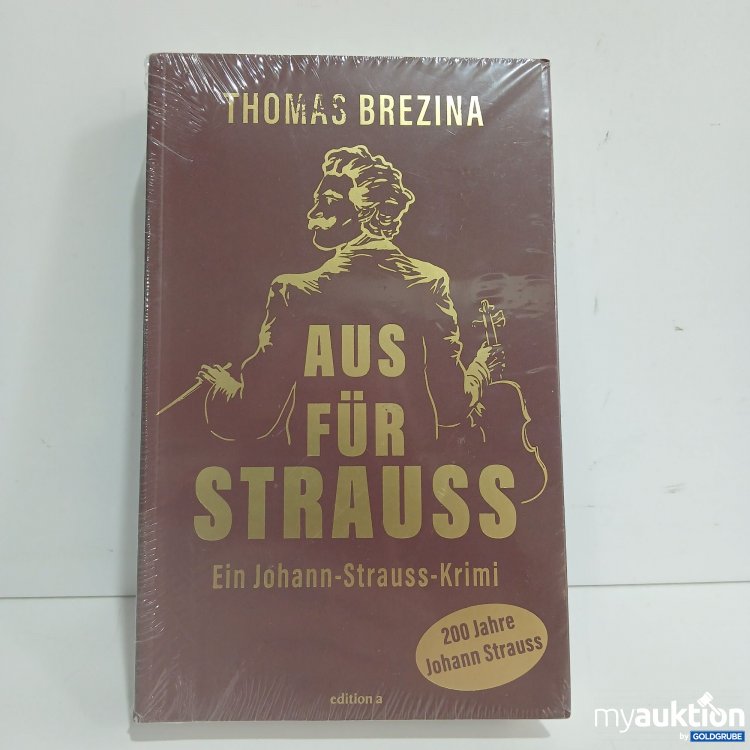 THOMAS BREZINA
AUS
FÜR
STRAUSS
Ein Johann-Strauss-Krimi
200 Jahre
Johann Strauss
edition a
myauktion
by GOLDGRUBE